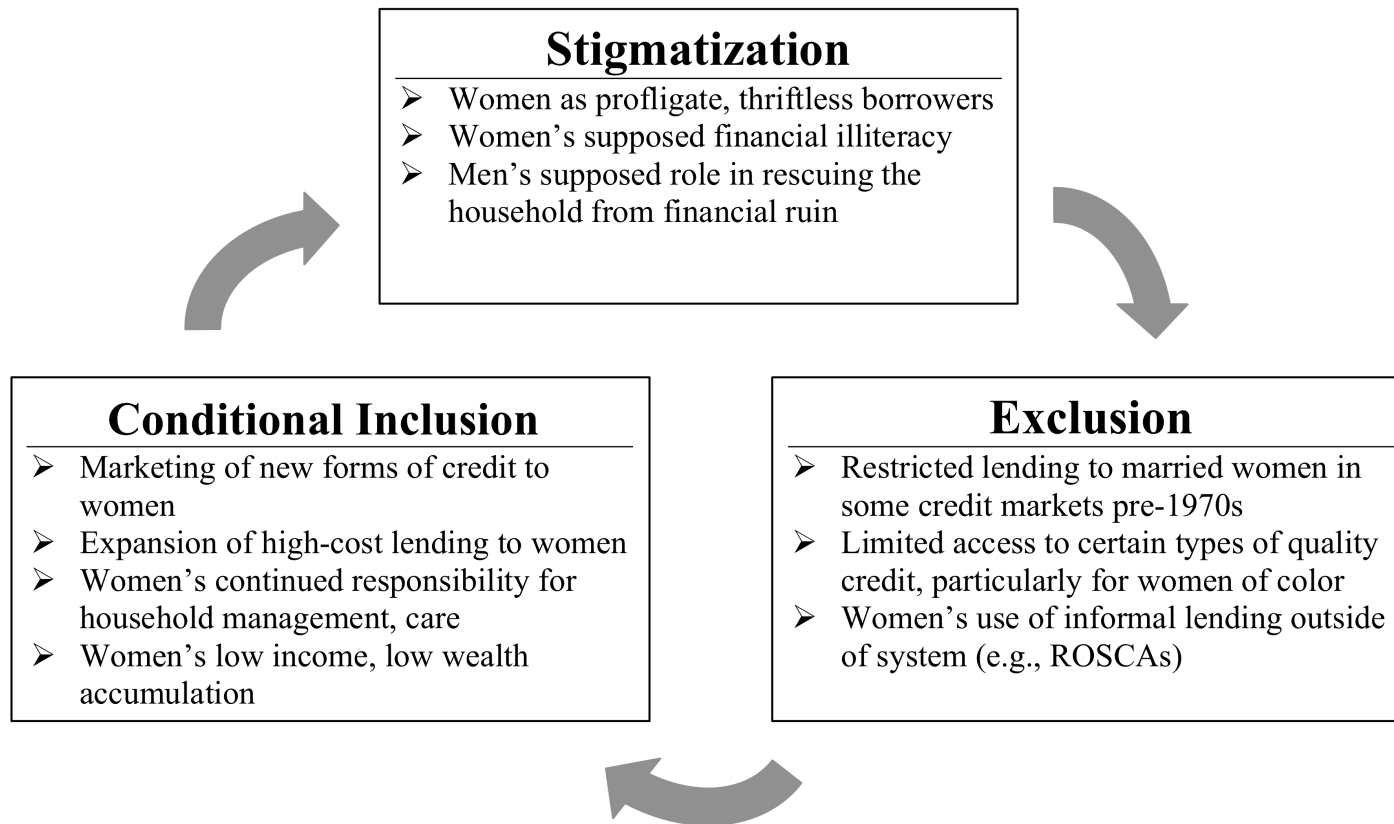 Stigmatization
➢ Women as profligate, thriftless borrowers
➢ Women’s supposed financial illiteracy
➢ Men’s supposed role in rescuing the
household from financial ruin
Conditional Inclusion
➢ Marketing of new forms of credit to
women
➢ Expansion of high-cost lending to women
➢ Women’s continued responsibility for
household management, care
➢ Women’s low income, low wealth
accumulation
Exclusion
➢ Restricted lending to married women in
some credit markets pre-1970s
➢ Limited access to certain types of quality
credit, particularly for women of color
➢ Women’s use of informal lending outside
of system (e.g., ROSCAs)